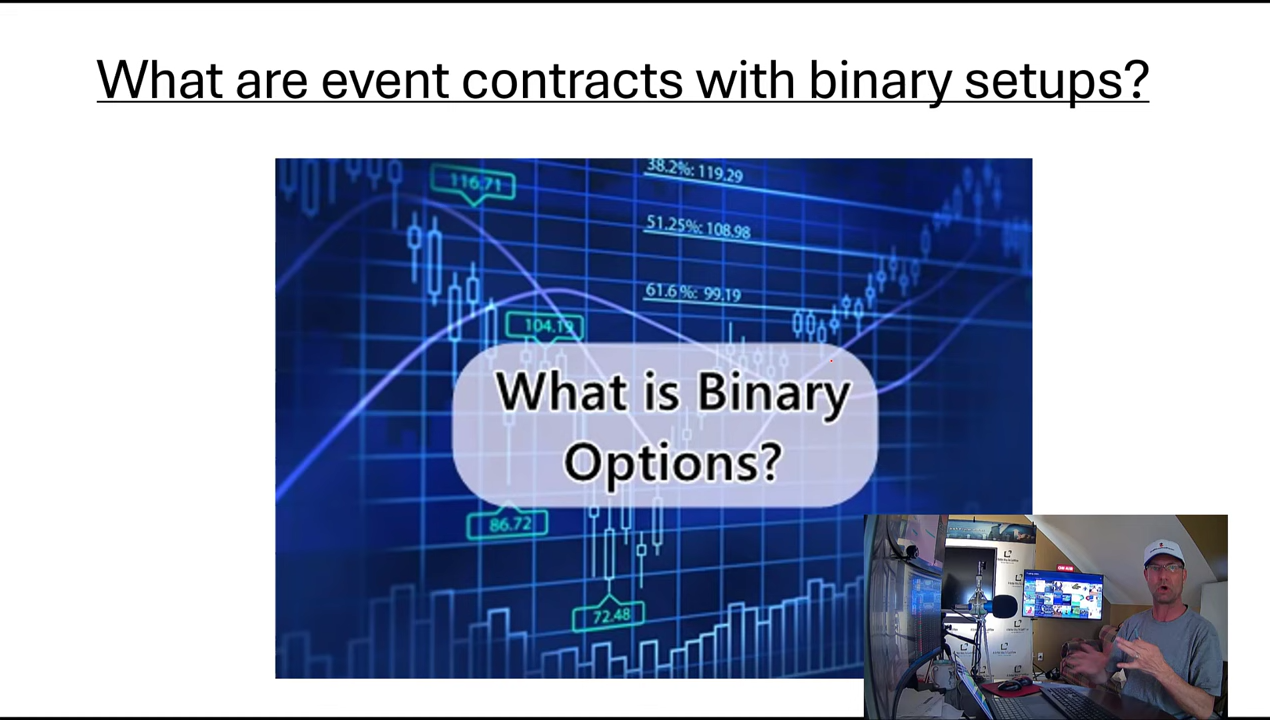 What are event contracts with binary setups?
38.2%: 119.29
116.71
51.25%: 108.98
61.6%: 99.19
104.19
What is Binary
Options?
86.72
72.48